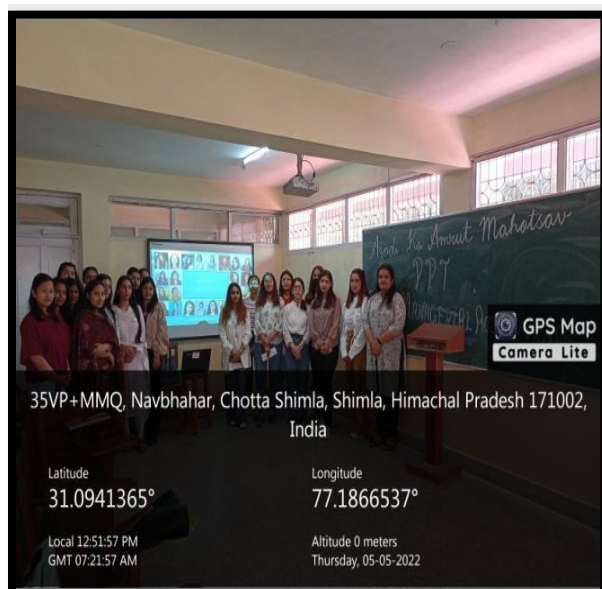 Azadi Ka Amrut Mahotsav
PPT
GPS Map
Camera Lite
35VP+MMQ, Navbhahar, Chotta Shimla, Shimla, Himachal Pradesh 171002,
India
Latitude
31.0941365°
Longitude
77.1866537°
Local 12:51:57 PM
GMT 07:21:57 AM
Altitude 0 meters
Thursday, 05-05-2022